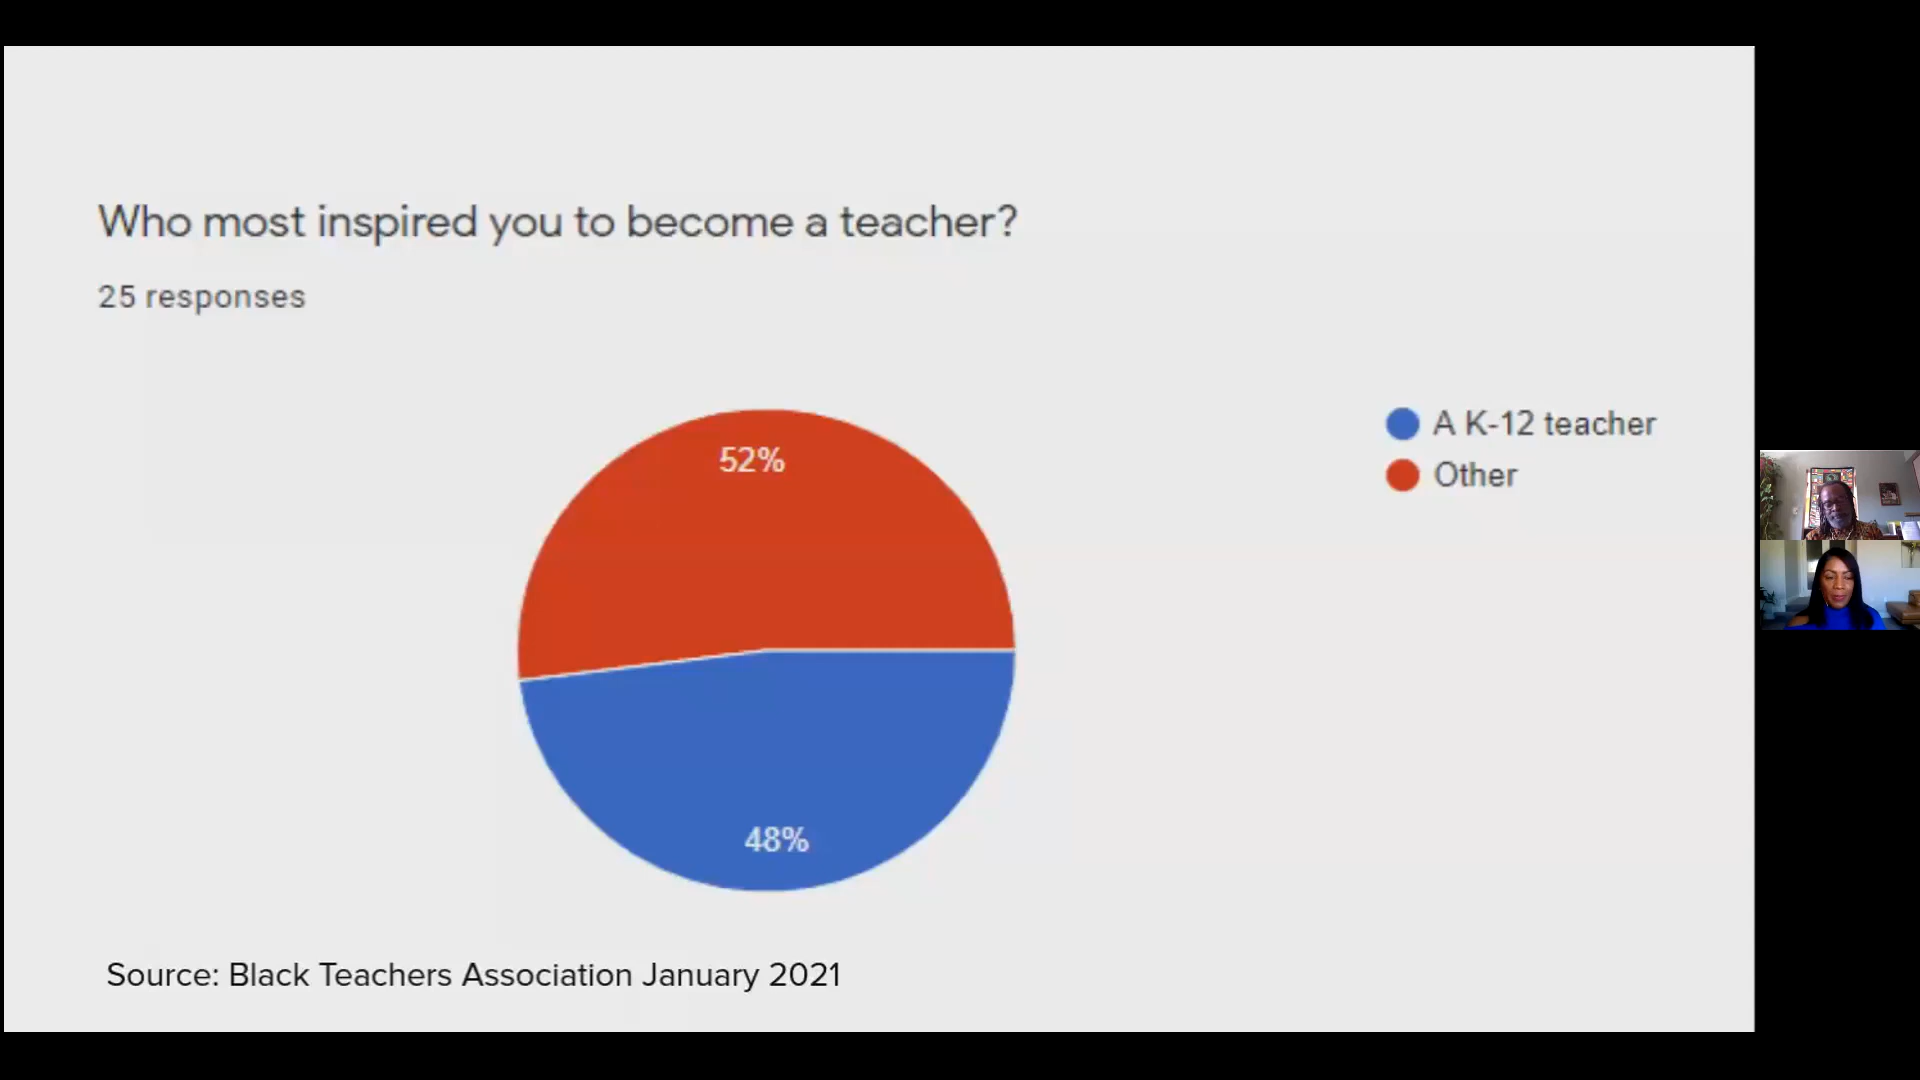 Who most inspired you to become a teacher?
25 responses
52%
48%
A K-12 teacher
Other
Source: Black Teachers Association January 2021